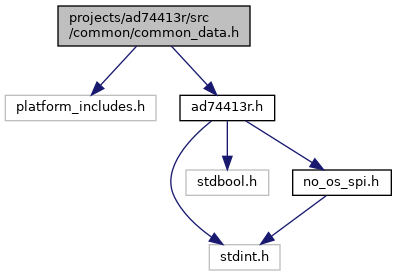 projects/ad74413r/src
/common/common_data.h
platform_includes.h
ad74413r.h
stdbool.h
no_os_spi.h
stdint.h